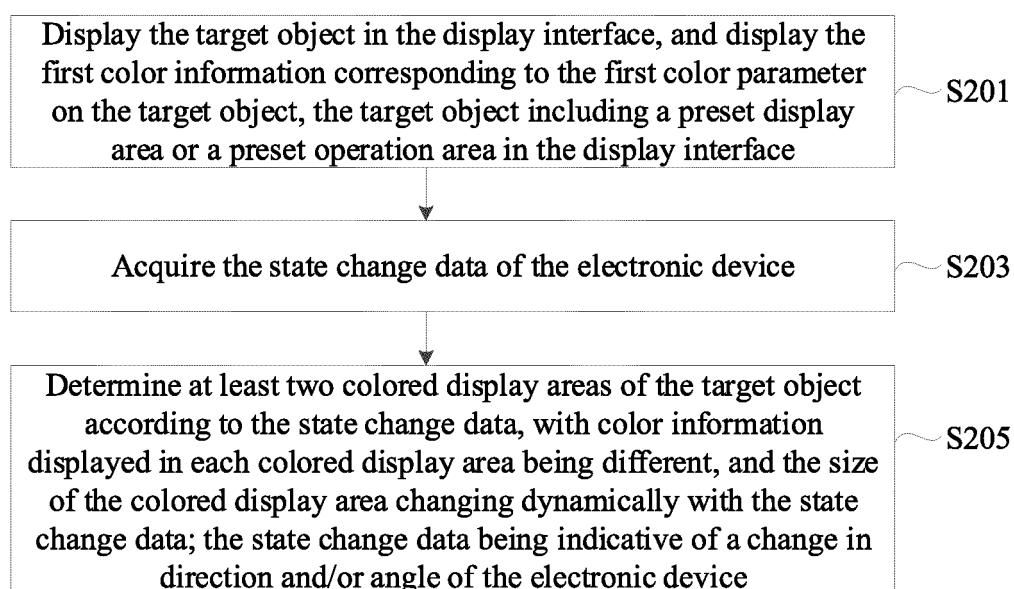 Display the target object in the display interface, and display the
first color information corresponding to the first color parameter
on the target object, the target object including a preset display
area or a preset operation area in the display interface
S201
Acquire the state change data of the electronic device
S203
Determine at least two colored display areas of the target object
according to the state change data, with color information
displayed in each colored display area being different, and the size
of the colored display area changing dynamically with the state
change data; the state change data being indicative of a change in
direction and/or angle of the electronic device
S205